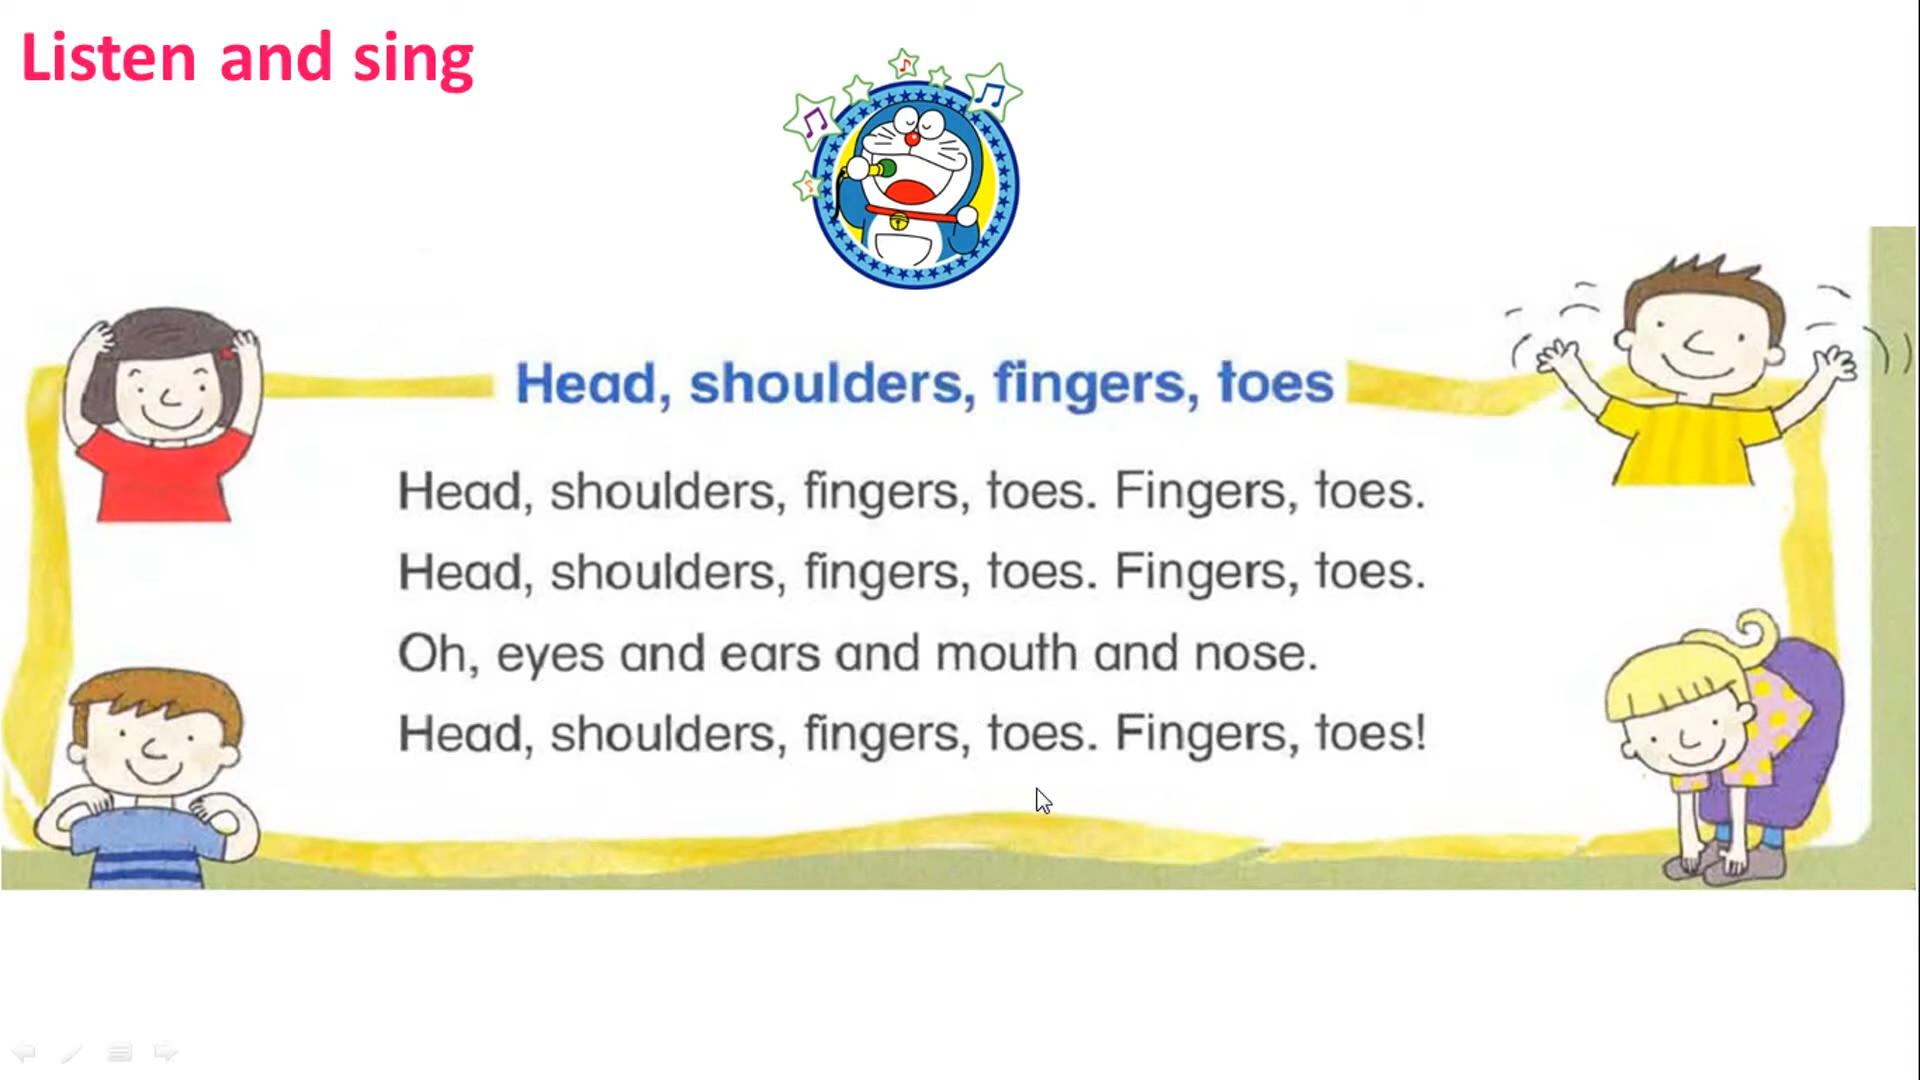 Listen and sing
Head, shoulders, fingers, toes
Head, shoulders, fingers, toes. Fingers, toes.
Head, shoulders, fingers, toes. Fingers, toes.
Oh, eyes and ears and mouth and nose.
Head, shoulders, fingers, toes. Fingers, toes!